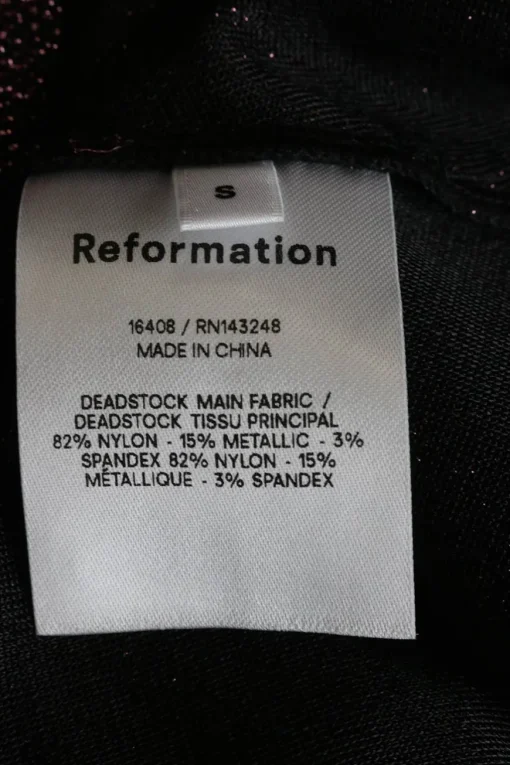 S
Reformation
16408 / RN143248
MADE IN CHINA
DEADSTOCK MAIN FABRIC /
DEADSTOCK TISSU PRINCIPAL
82% NYLON - 15% METALLIC - 3%
SPANDEX 82% NYLON - 15%
MÉTALLIQUE - 3% SPANDEX